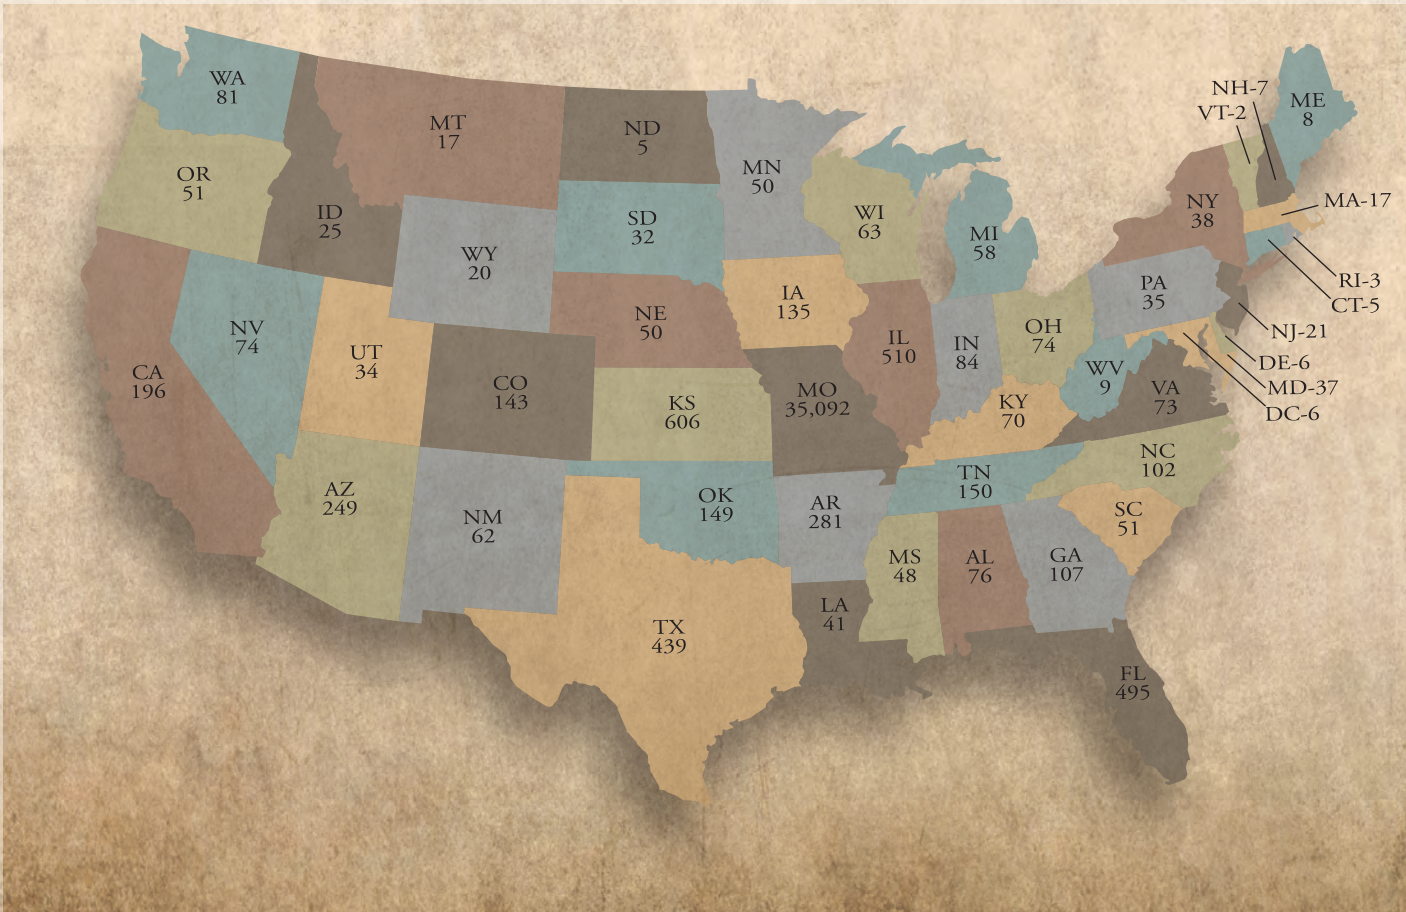 WA
81
OR
51
CA
196
NV
74
ID
25
MT
17
WY
20
UT
34
AZ
249
CO
143
NM
62
ND
5
SD
32
NE
50
KS
606
OK
149
TX
439
MN
50
IA
135
MO
35,092
AR
281
LA
41
WI
63
IL
510
MI
58
IN
84
OH
74
KY
70
TN
150
MS
48
AL
76
GA
107
FL
495
SC
51
NC
102
VA
73
WV
9
PA
35
NY
38
VT-2
NH-7
ME
8
MA-17
RI-3
CT-5
NJ-21
DE-6
MD-37
DC-6